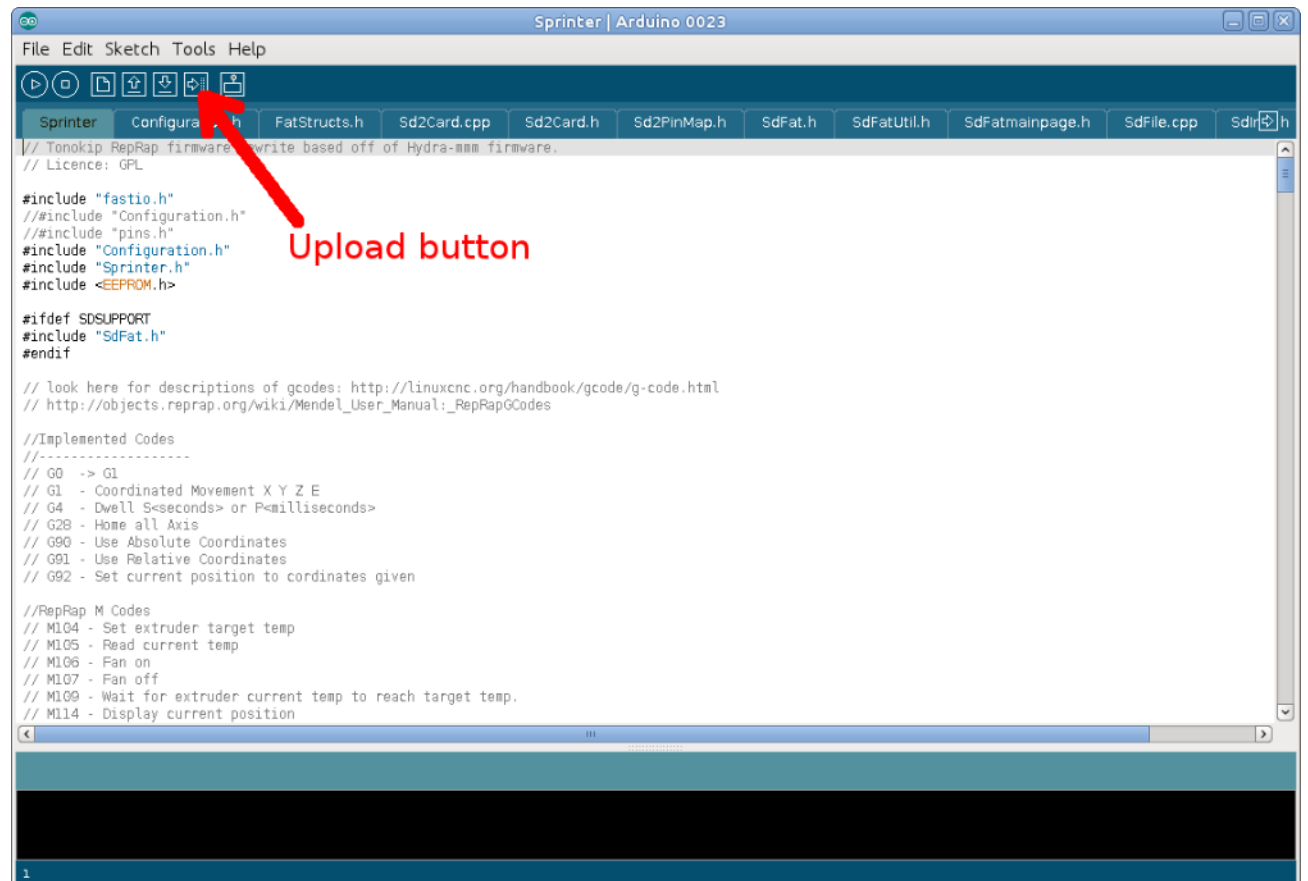 Sprinter | Arduino 0023
File Edit Sketch Tools Help
Sprinter Configura h FatStructs.h Sd2Card.cpp Sd2Card.h Sd2PinMap.h SdFat.h SdFatUtil.h SdFatmainpage.h SdFile.cpp SdIn h
// Tonokip RepRap firmware write based off of Hydra-mmm firmware.
// Licence: GPL
#include "fastio.h"
//#include "Configuration.h"
//#include "pins.h"
#include "Configuration.h"
#include "Sprinter.h"
#include <EEPROM.h>
Upload button
#ifdef SDSUPPORT
#include "SdFat.h"
#endif
// look here for descriptions of gcodes: http://linuxcnc.org/handbook/gcode/g-code.html
// http://objects.reprap.org/wiki/Mendel_User_Manual:_RepRapGCodes
//Implemented Codes
//-------------------
// G0 -> G1
// G1 - Coordinated Movement X Y Z E
// G4 - Dwell S<seconds> or P<milliseconds>
// G28 - Home all Axis
// G90 - Use Absolute Coordinates
// G91 - Use Relative Coordinates
// G92 - Set current position to cordinates given
//RepRap M Codes
// M104 - Set extruder target temp
// M105 - Read current temp
// M106 - Fan on
// M107 - Fan off
// M109 - Wait for extruder current temp to reach target temp.
// M114 - Display current position
1